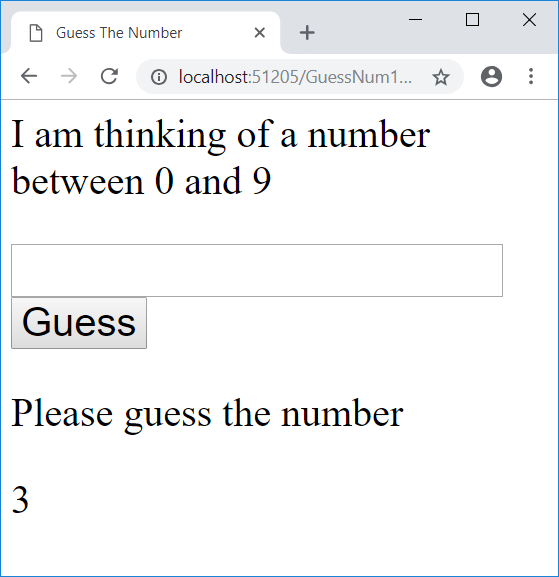 Guess The Number
localhost:51205/GuessNum1...
I am thinking of a number
between 0 and 9
Guess
Please guess the number
3